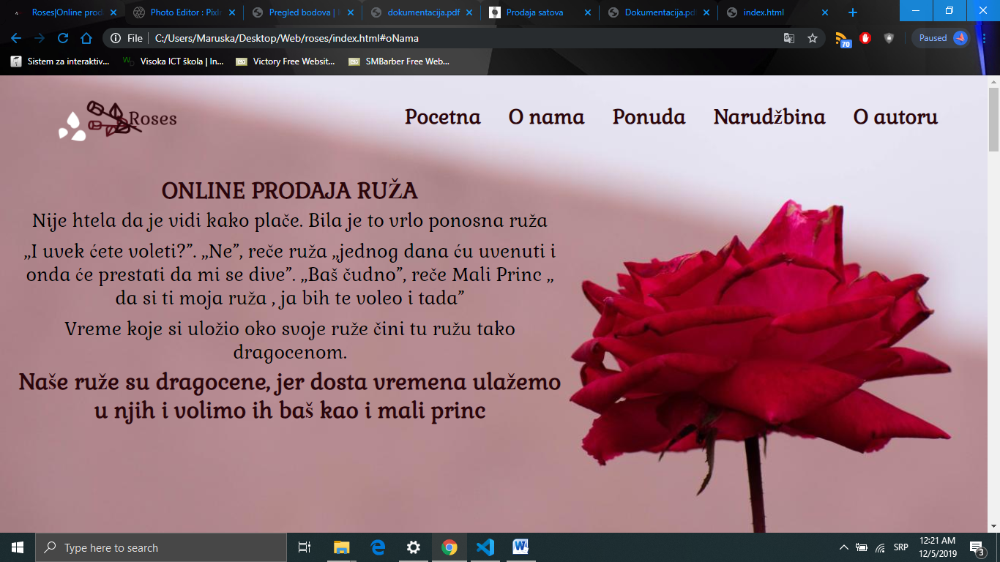 Roses|Online prod
Photo Editor : Pixlr
Pregled bodova |
dokumentacija.pdf
Prodaja satova
Dokumentacija.pd
index.html
File
C:/Users/Maruska/Desktop/Web/roses/index.html#oNama
70
Paused
Sistem za interaktiv...
Visoka ICT škola | In...
Victory Free Websit...
SMBarber Free Web...
Roses
Pocetna
O nama
Ponuda
Narudžbina
O autoru
ONLINE PRODAJA RUŽA
Nije htela da je vidi kako plače. Bila je to vrlo ponosna ruža
„I uvek ćete voleti?”. „Ne”, reče ruža „jednog dana ću uvenuti i
onda će prestati da mi se dive”. „Baš čudno”, reče Mali Princ „
da si ti moja ruža , ja bih te voleo i tada”
Vreme koje si uložio oko svoje ruže čini tu ružu tako
dragocenom.
Naše ruže su dragocene, jer dosta vremena ulažemo
u njih i volimo ih baš kao i mali princ
Type here to search
SRP
12:21 AM
12/5/2019
3